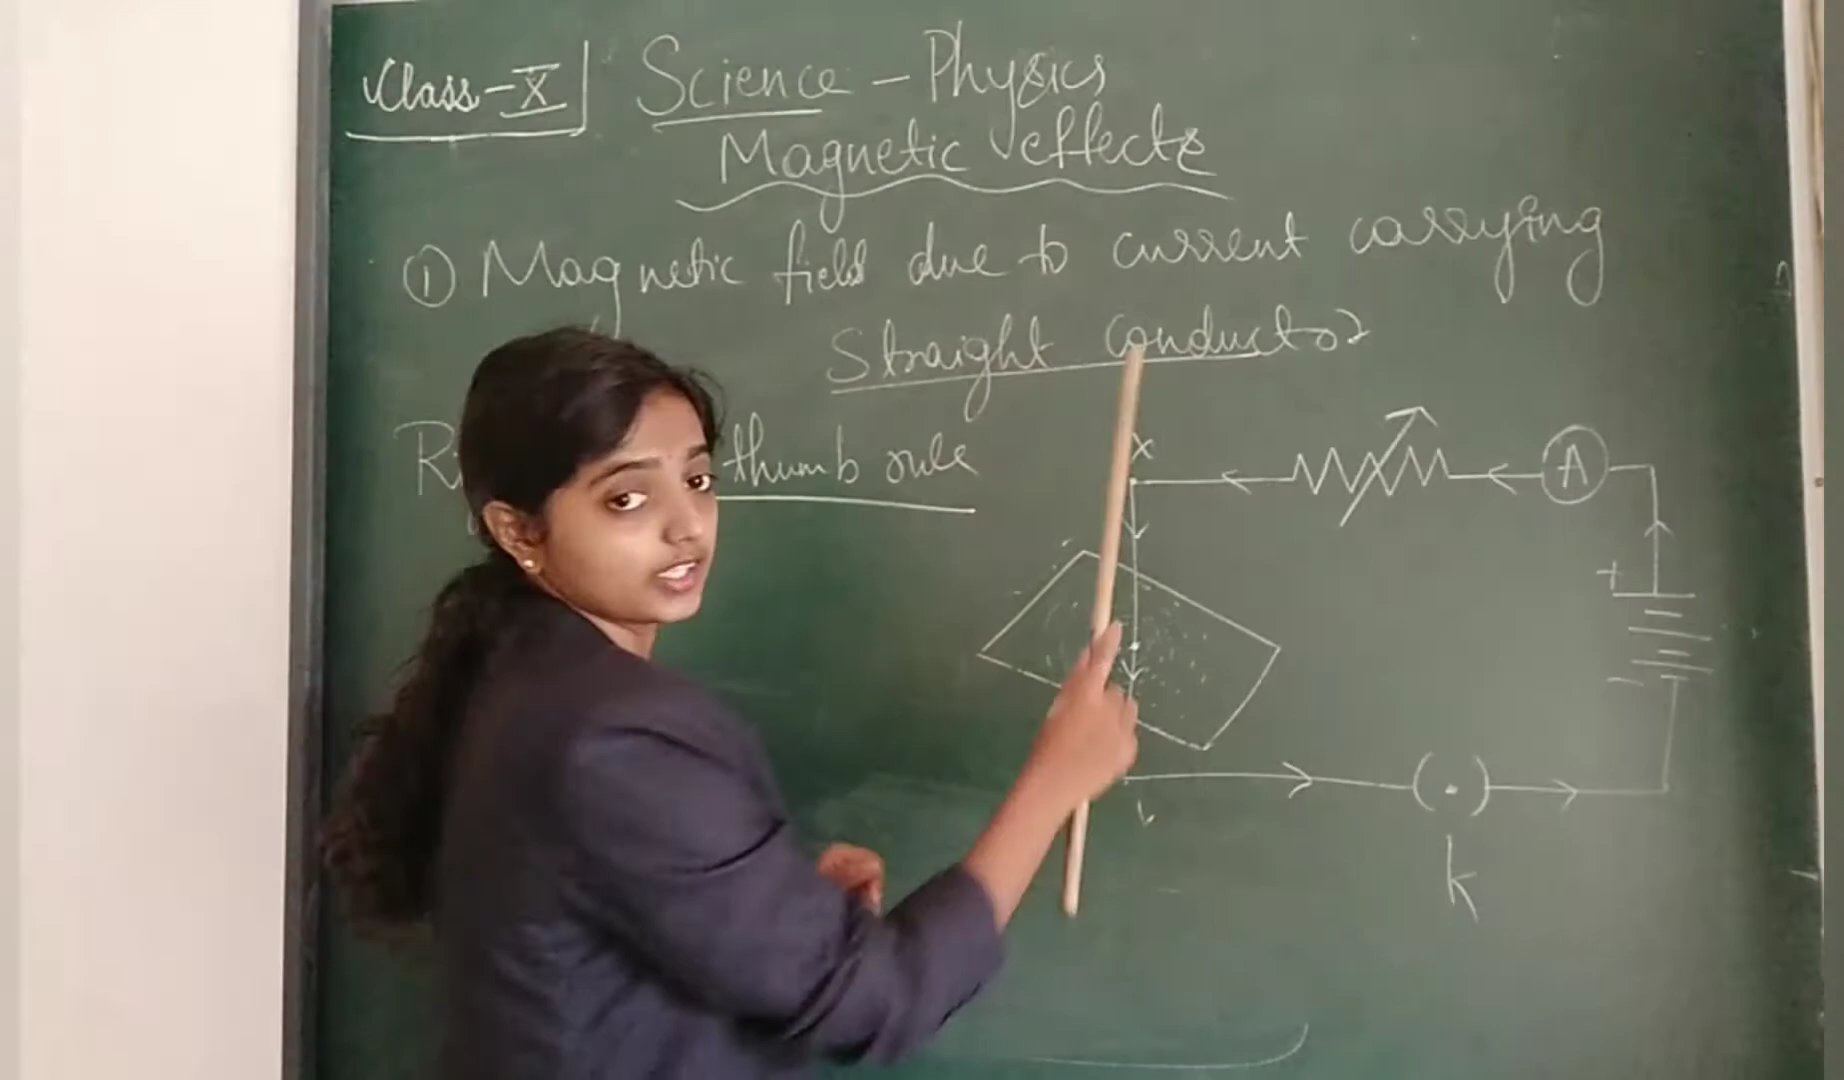 Class-X Science - Physics
Magnetic effects
① Magnetic field due to current carrying
Straight conductor
thumb rule
X
A
+
-
(.)
K